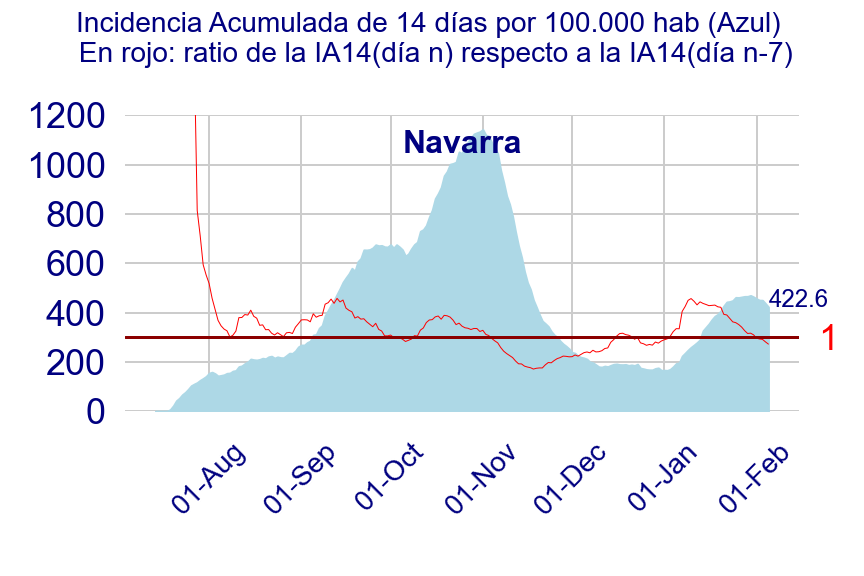 Incidencia Acumulada de 14 días por 100.000 hab (Azul)
En rojo: ratio de la IA14(día n) respecto a la IA14(día n-7)
1200
Navarra
1000
800
600
422.6
400
1
200
0
01-Aug
01-Sep
01-Oct
01-Nov
01-Dec
01-Jan
01-Feb